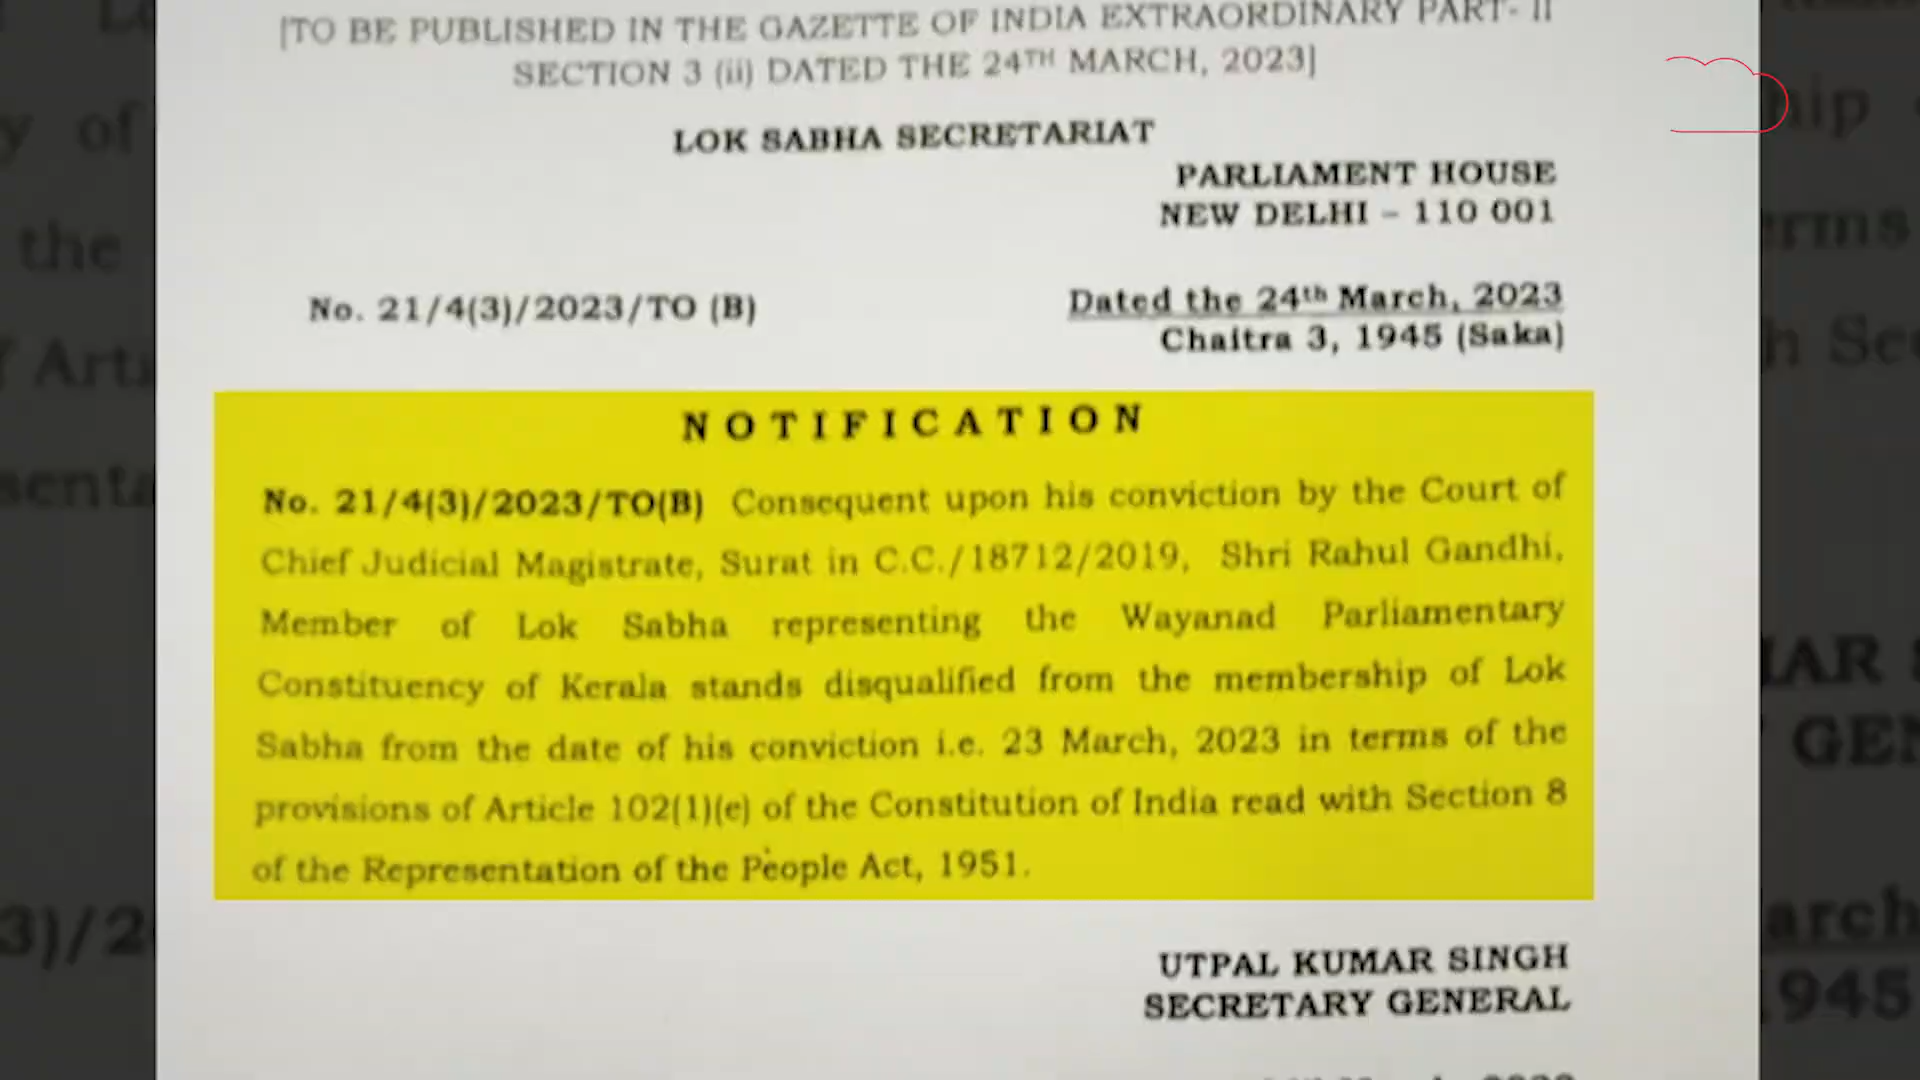 [TO BE PUBLISHED IN THE GAZETTE OF INDIA EXTRAORDINARY PART- II
SECTION 3 (ii) DATED THE 24TH MARCH, 2023]
LOK SABHA SECRETARIAT
PARLIAMENT HOUSE
NEW DELHI – 110 001
No. 21/4(3)/2023/TO (B)
Dated the 24th March, 2023
Chaitra 3, 1945 (Saka)
NOTIFICATION
No. 21/4(3)/2023/TO(B) Consequent upon his conviction by the Court of
Chief Judicial Magistrate, Surat in C.C./18712/2019, Shri Rahul Gandhi,
Member of Lok Sabha representing the Wayanad Parliamentary
Constituency of Kerala stands disqualified from the membership of Lok
Sabha from the date of his conviction i.e. 23 March, 2023 in terms of the
provisions of Article 102(1)(e) of the Constitution of India read with Section 8
of the Representation of the People Act, 1951.
UTPAL KUMAR SINGH
SECRETARY GENERAL